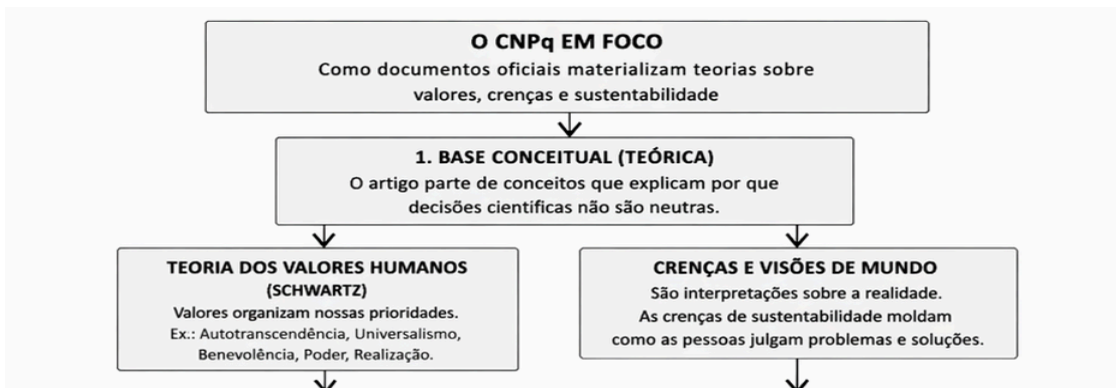 O CNPq EM FOCO
Como documentos oficiais materializam teorias sobre
valores, crenças e sustentabilidade
1. BASE CONCEITUAL (TEÓRICA)
O artigo parte de conceitos que explicam por que
decisões cientificas não são neutras.
TEORIA DOS VALORES HUMANOS
(SCHWARTZ)
Valores organizam nossas prioridades.
Ex.: Autotranscendência, Universalismo,
Benevolência, Poder, Realização.
CRENÇAS E VISÕES DE MUNDO
São interpretações sobre a realidade.
As crenças de sustentabilidade moldam
como as pessoas julgam problemas e soluções.